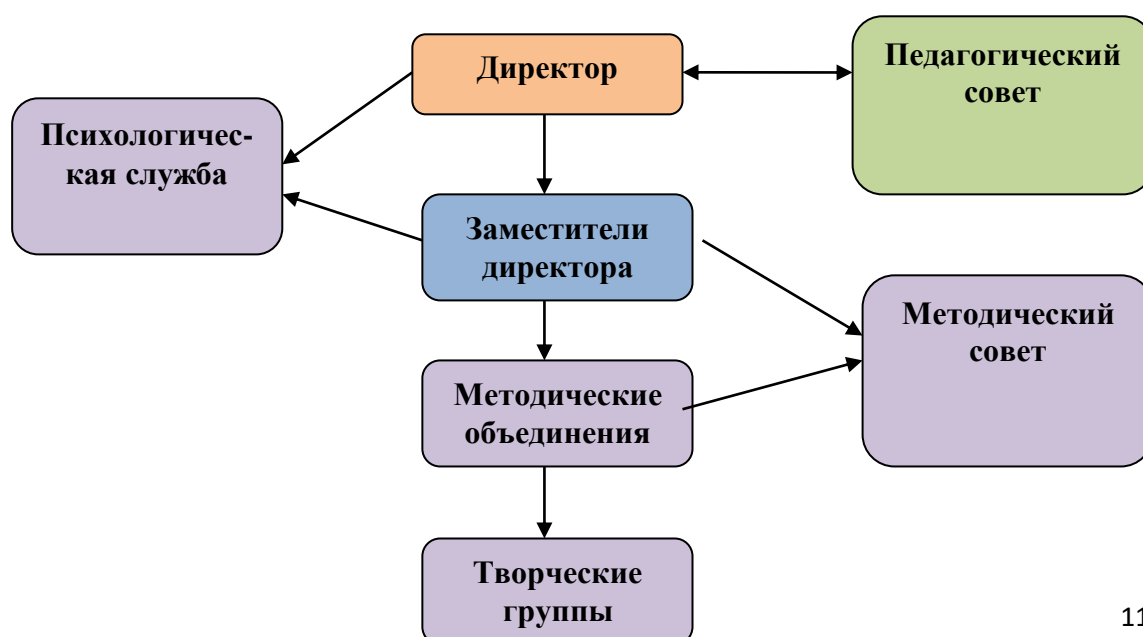 Директор
Педагогический
совет
Психологичес-
кая служба
Заместители
директора
Методический
совет
Методические
объединения
Творческие
группы
11